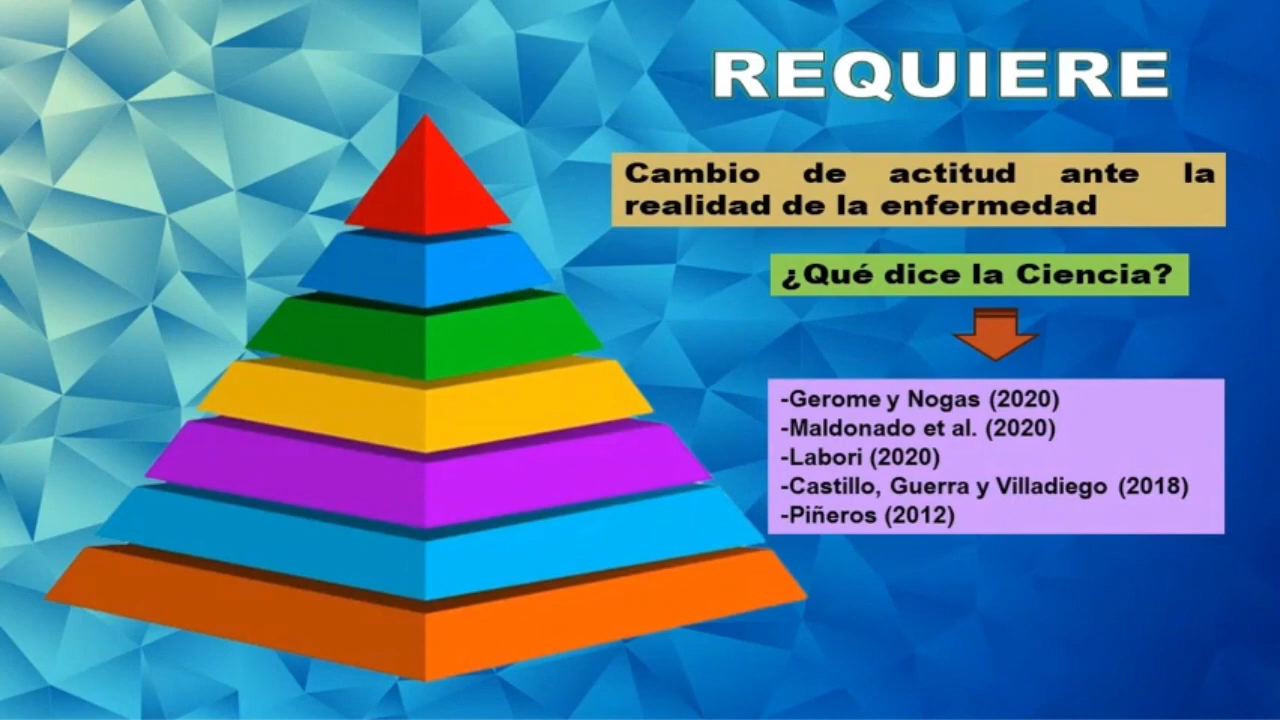 REQUIERE
Cambio de actitud ante la
realidad de la enfermedad
¿Qué dice la Ciencia?
-Gerome y Nogas (2020)
-Maldonado et al. (2020)
-Labori (2020)
-Castillo, Guerra y Villadiego (2018)
-Piñeros (2012)